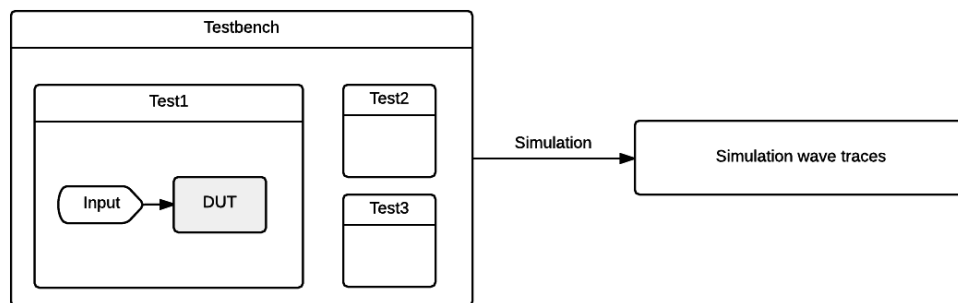 Testbench
Test1
Test2
Input
DUT
Test3
Simulation
Simulation wave traces